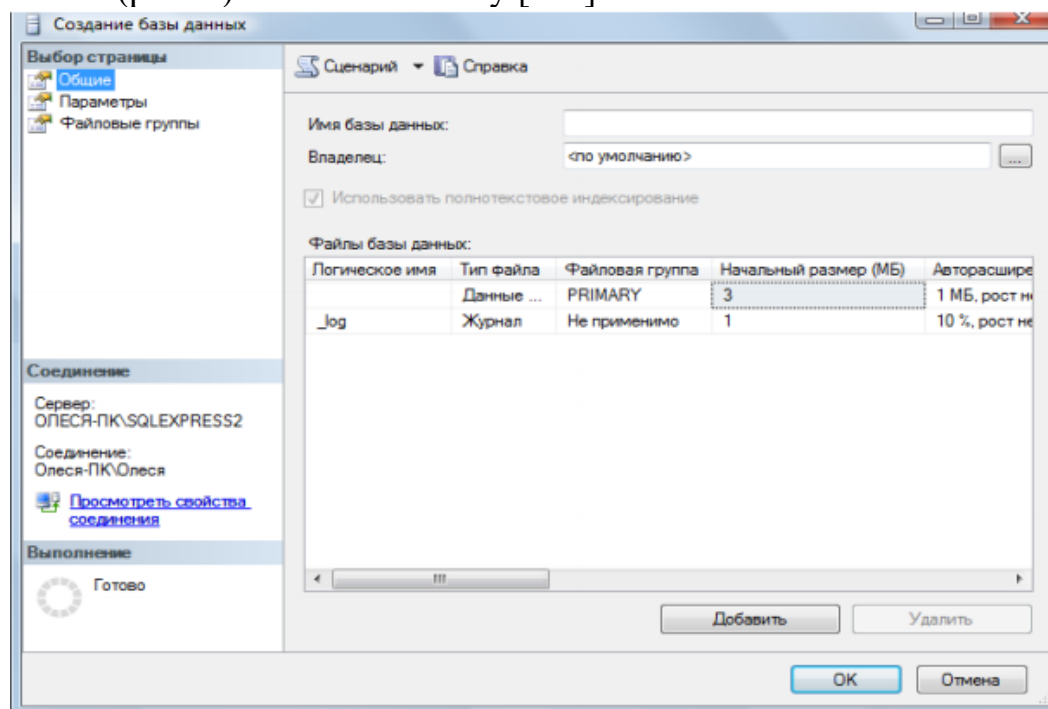 Создание базы данных
Выбор страницы
Общие
Параметры
Файловые группы
Сценарий Справка
Имя базы данных:
Владелец: <по умолчанию> ...
Использовать полнотекстовое индексирование
Файлы базы данных:
Логическое имя Тип файла Файловая группа Начальный размер (МБ) Авторасшире
Данные ... PRIMARY 3 1 МБ, рост н
_log Журнал Не применимо 1 10 %, рост не
Соединение
Сервер:
ОЛЕСЯ-ПК\SQLEXPRESS2
Соединение:
Олеся-ПК\Олеся
Просмотреть свойства
соединения
Выполнение
Готово
Добавить Удалить
OK Отмена